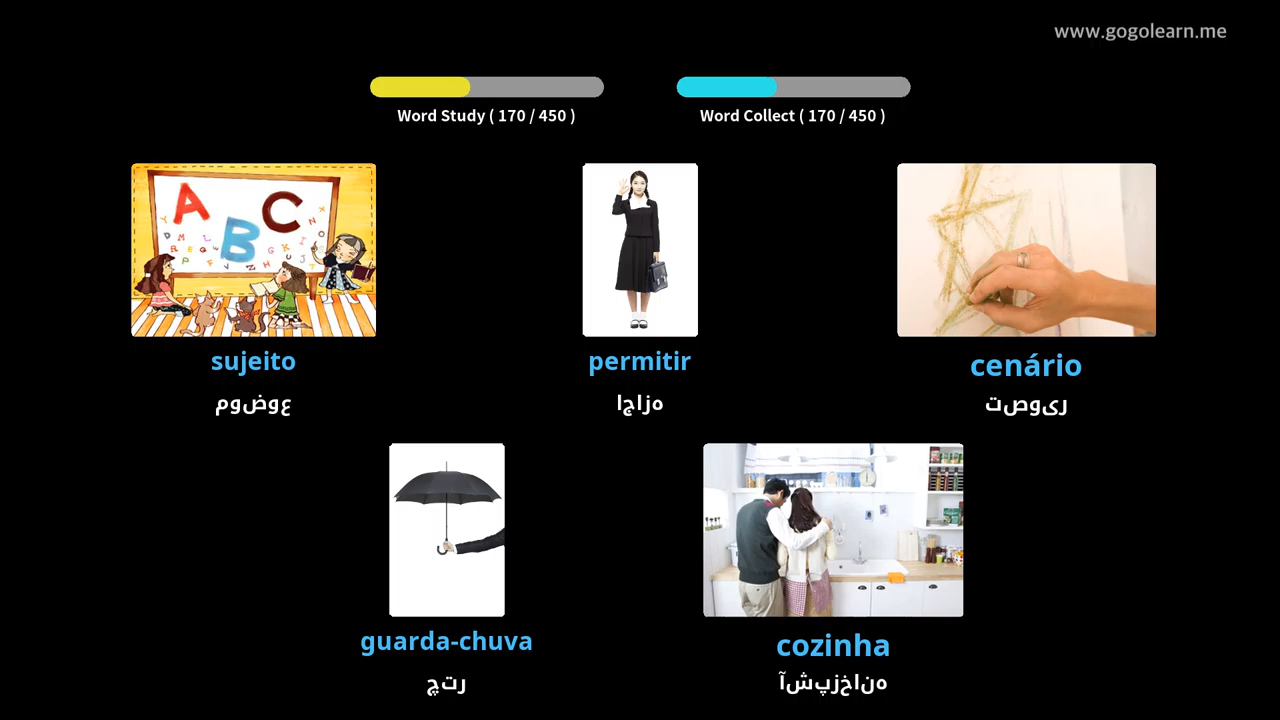 www.gogolearn.me
Word Study ( 170 / 450 )
Word Collect ( 170 / 450 )
A B C
sujeito
عوضوم
permitir
هزاجا
cenário
ریوصت
guarda-chuva
رتچ
cozinha
هناخزپشآ